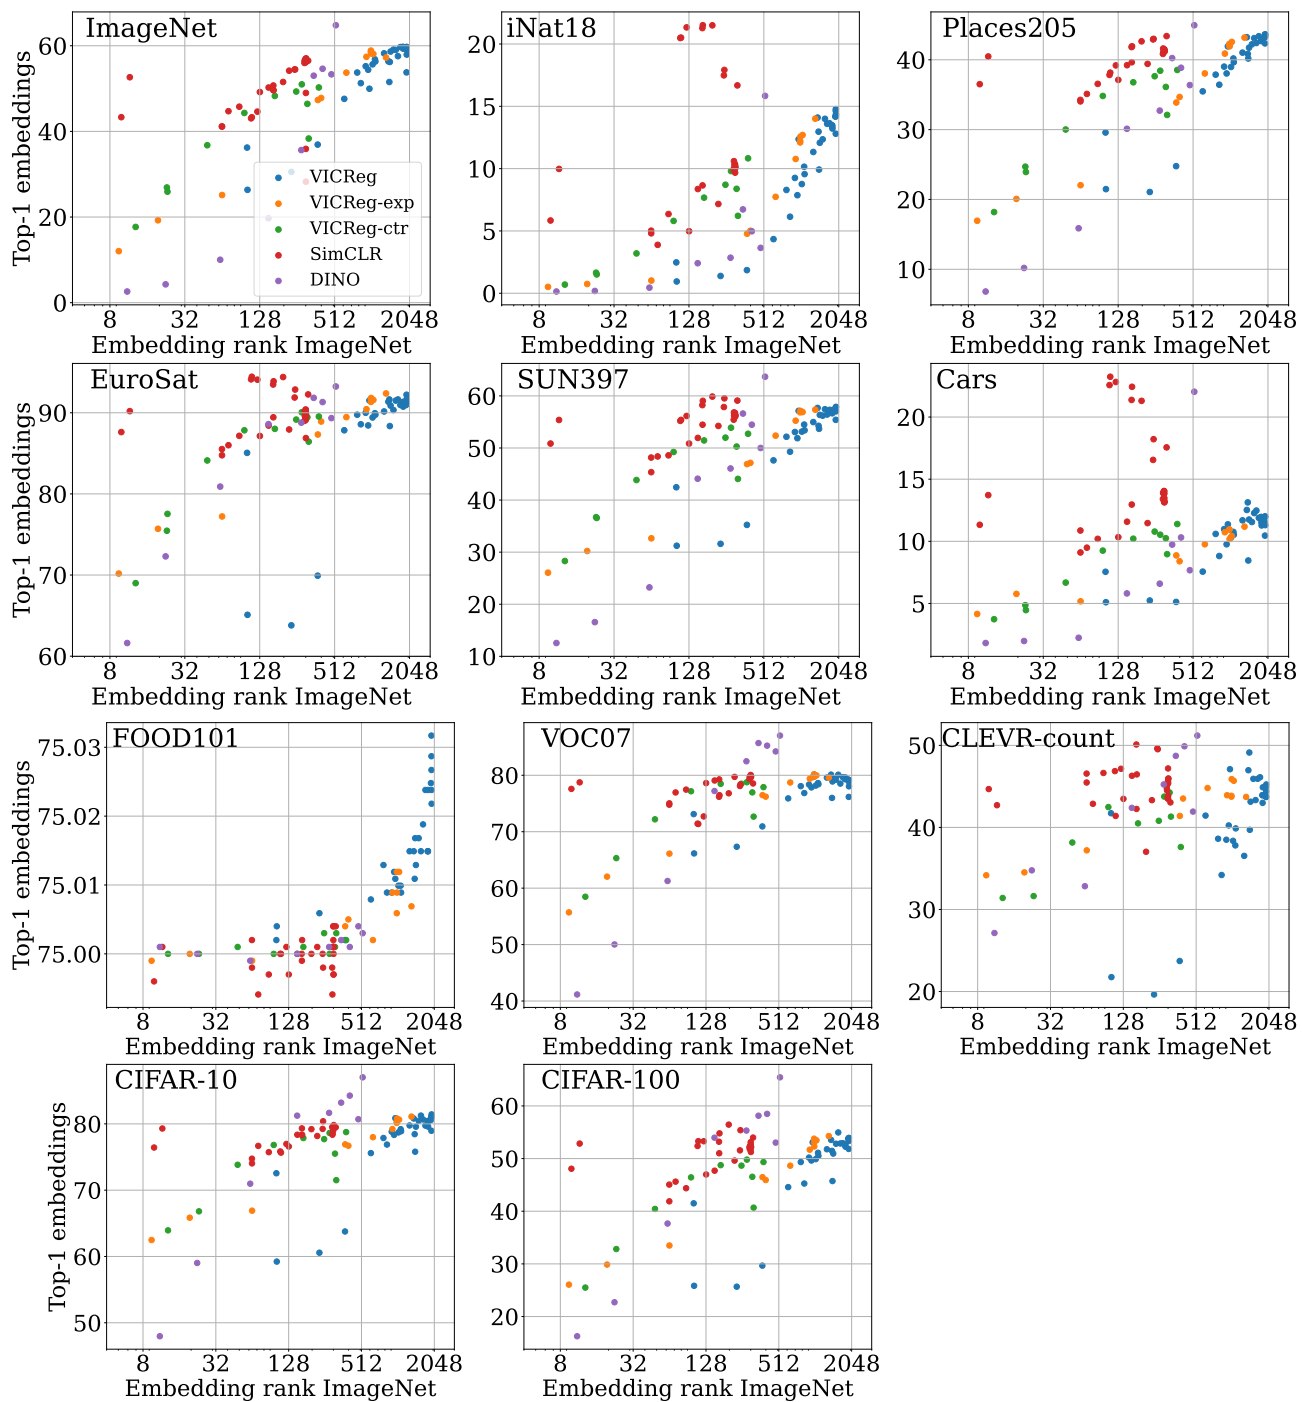 ImageNet
Top-1 embeddings
60
40
20
0
VICReg
VICReg-exp
VICReg-ctr
SimCLR
DINO
8 32 128 512 2048
Embedding rank ImageNet
iNat18
20
15
10
5
0
8 32 128 512 2048
Embedding rank ImageNet
Places205
40
30
20
10
8 32 128 512 2048
Embedding rank ImageNet
EuroSat
Top-1 embeddings
90
80
70
60
8 32 128 512 2048
Embedding rank ImageNet
SUN397
60
50
40
30
20
10
8 32 128 512 2048
Embedding rank ImageNet
Cars
20
15
10
5
8 32 128 512 2048
Embedding rank ImageNet
FOOD101
Top-1 embeddings
75.03
75.02
75.01
75.00
8 32 128 512 2048
Embedding rank ImageNet
VOC07
80
70
60
50
40
8 32 128 512 2048
Embedding rank ImageNet
CLEVR-count
50
40
30
20
8 32 128 512 2048
Embedding rank ImageNet
CIFAR-10
Top-1 embeddings
80
70
60
50
8 32 128 512 2048
Embedding rank ImageNet
CIFAR-100
60
50
40
30
20
8 32 128 512 2048
Embedding rank ImageNet